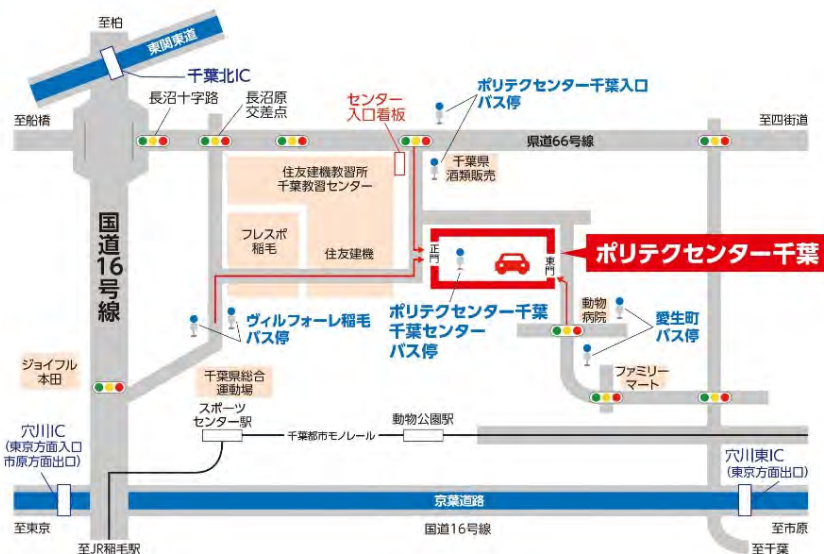 至柏
東関東道
千葉北IC
長沼十字路
長沼原
交差点
センター
入口看板
ポリテクセンター千葉入口
バス停
至船橋
県道66号線
至四街道
住友建機教習所
千葉教習センター
千葉県
酒類販売
国道16号線
フレスポ
稲毛
住友建機
正門
東門
ポリテクセンター千葉
ポリテクセンター千葉
千葉センター
バス停
ヴィルフォーレ稲毛
バス停
動物
病院
愛生町
バス停
ジョイフル
本田
千葉県総合
運動場
ファミリー
マート
スポーツ
センター駅
千葉都市モノレール
動物公園駅
穴川IC
(東京方面入口
市原方面出口)
穴川東IC
(東京方面出口)
京葉道路
至東京
国道16号線
至市原
至JR稲毛駅
至千葉